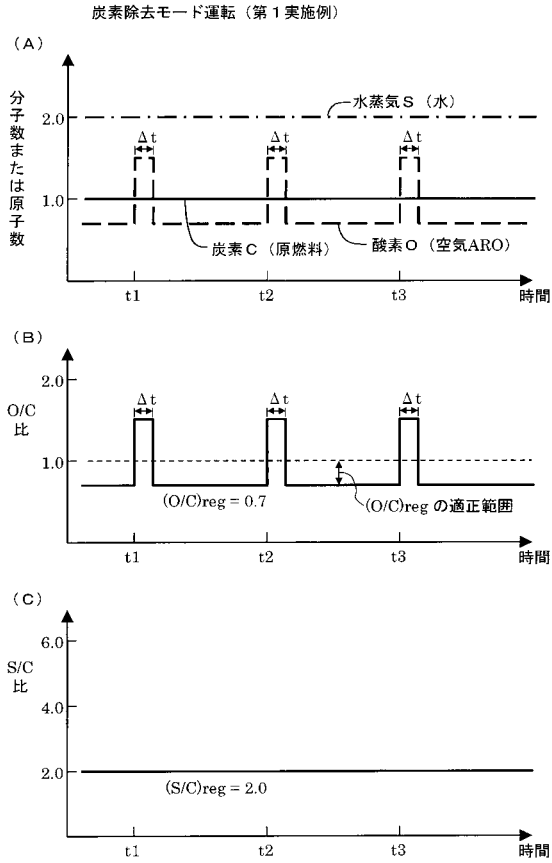 炭素除去モード運転（第１実施例）
（Ａ）
分子数または原子数
2.0
1.0
水蒸気Ｓ（水）
Δt
Δt
Δt
炭素Ｃ（原燃料）
酸素Ｏ（空気ARO）
t1
t2
t3
時間
（Ｂ）
O/C
比
2.0
1.0
Δt
Δt
Δt
(O/C)reg = 0.7
(O/C)reg の適正範囲
t1
t2
t3
時間
（Ｃ）
S/C
比
6.0
4.0
2.0
(S/C)reg = 2.0
t1
t2
t3
時間